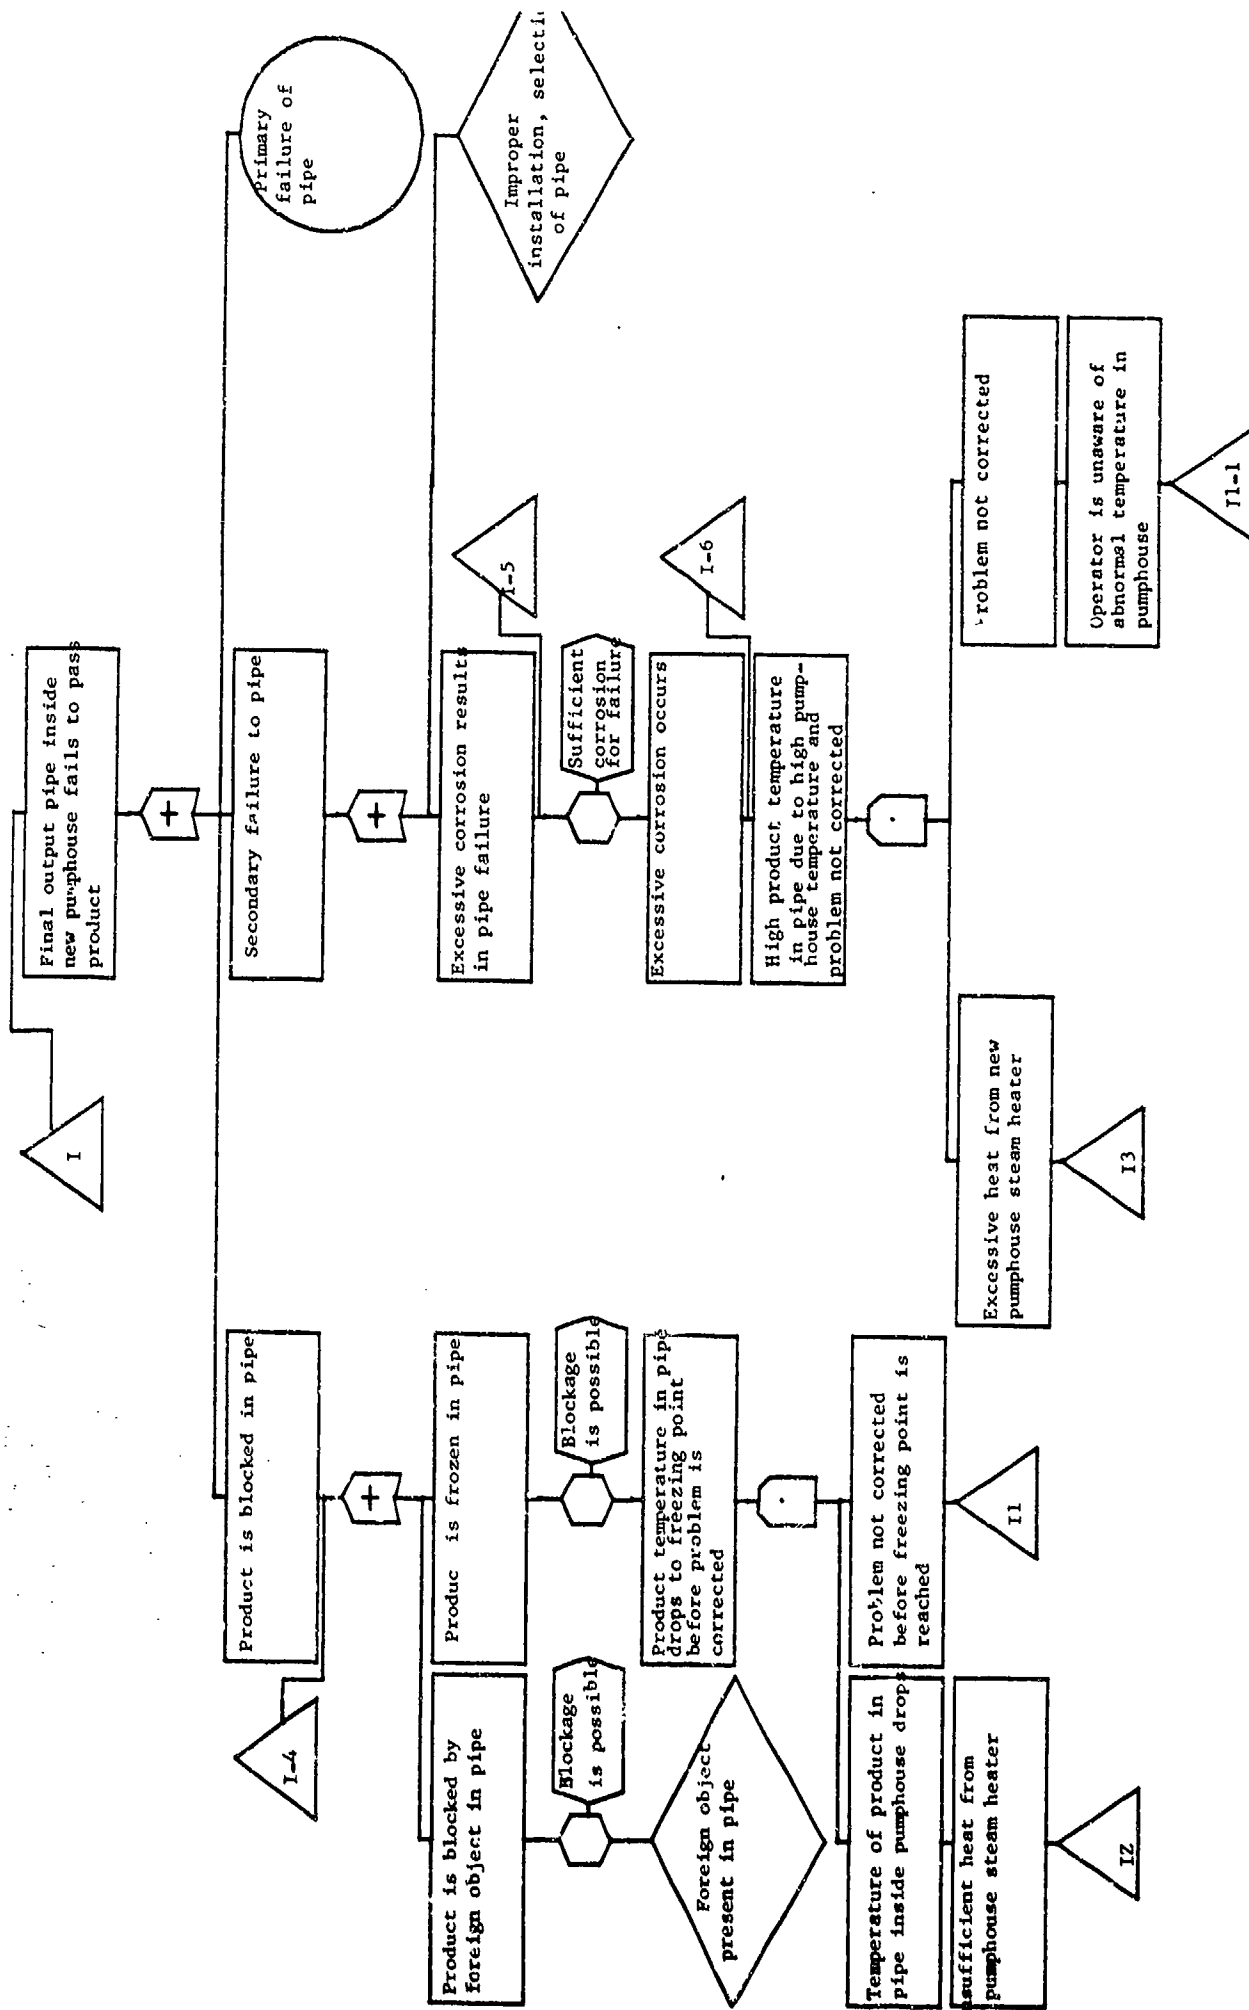 I
Final output pipe inside
new pumphouse fails to pass
product
+
Product is blocked in pipe
Secondary failure to pipe
Primary
failure of
pipe
I-4
+
+
Product is blocked by
foreign object in pipe
Produc is frozen in pipe
Excessive corrosion results
in pipe failure
Improper
installation, selecti
of pipe
I-5
Blockage
is possible
Blockage
is possible
Sufficient
corrosion
for failure
Foreign object
present in pipe
Product temperature in pipe
drops to freezing point
before problem is
corrected
Excessive corrosion occurs
I-6
High product temperature
in pipe due to high pump-
house temperature and
problem not corrected
Temperature of product in
pipe inside pumphouse drops
Problem not corrected
before freezing point is
reached
nsufficient heat from
pumphouse steam heater
I1
Excessive heat from new
pumphouse steam heater
roblem not corrected
Operator is unaware of
abnormal temperature in
pumphouse
IZ
I3
I1-1